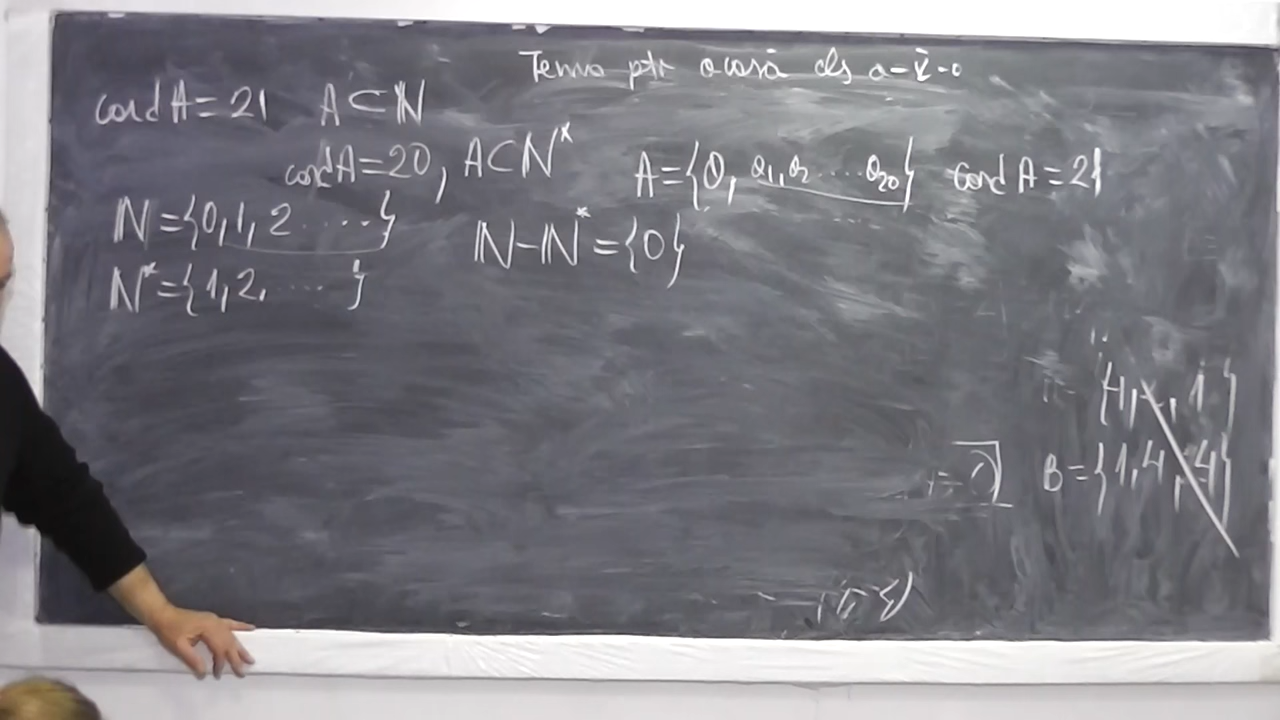 Tema ptr acasă cls a-V-a
card A = 21 A ⊂ ℕ
card A = 20, A ⊂ ℕ* A = {0, a₁, a₂ .... a₂₀} card A = 21
ℕ = {0, 1, 2 .....} ℕ - ℕ* = {0}
ℕ* = {1, 2, .... }
B = {1, 4, 4}